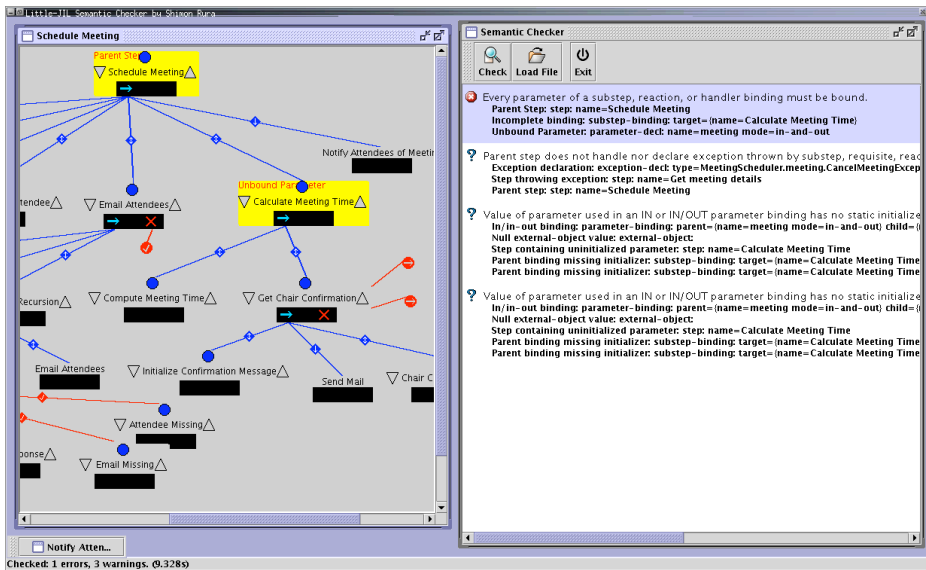 Little-JIL Semantic Checker by Shimon Rura
Schedule Meeting
Parent Ste
Schedule Meeting
Notify Attendees of Meetin
Unbound Parameter
tendee
Email Attendees
Calculate Meeting Time
Recursion
Compute Meeting Time
Get Chair Confirmation
Email Attendees
Initialize Confirmation Message
Send Mail
Chair C
Attendee Missing
ponse
Email Missing
Semantic Checker
Check
Load File
Exit
Every parameter of a substep, reaction, or handler binding must be bound.
Parent Step: step: name=Schedule Meeting
Incomplete binding: substep-binding: target=(name=Calculate Meeting Time)
Unbound Parameter: parameter-decl: name=meeting mode=in-and-out
Parent step does not handle nor declare exception thrown by substep, requisite, reac
Exception declaration: exception-decl: type=MeetingScheduler.meeting.CancelMeetingExcep
Step throwing exception: step: name=Get meeting details
Parent step: step: name=Schedule Meeting
Value of parameter used in an IN or IN/OUT parameter binding has no static initialize
In/in-out binding: parameter-binding: parent=(name=meeting mode=in-and-out) child=(
Null external-object value: external-object:
Step containing uninitialized parameter: step: name=Calculate Meeting Time
Parent binding missing initializer: substep-binding: target=(name=Calculate Meeting Time
Parent binding missing initializer: substep-binding: target=(name=Calculate Meeting Time
Value of parameter used in an IN or IN/OUT parameter binding has no static initialize
In/in-out binding: parameter-binding: parent=(name=meeting mode=in-and-out) child=(
Null external-object value: external-object:
Step containing uninitialized parameter: step: name=Calculate Meeting Time
Parent binding missing initializer: substep-binding: target=(name=Calculate Meeting Time
Parent binding missing initializer: substep-binding: target=(name=Calculate Meeting Time
Notify Atten...
Checked: 1 errors, 3 warnings. (9.328s)